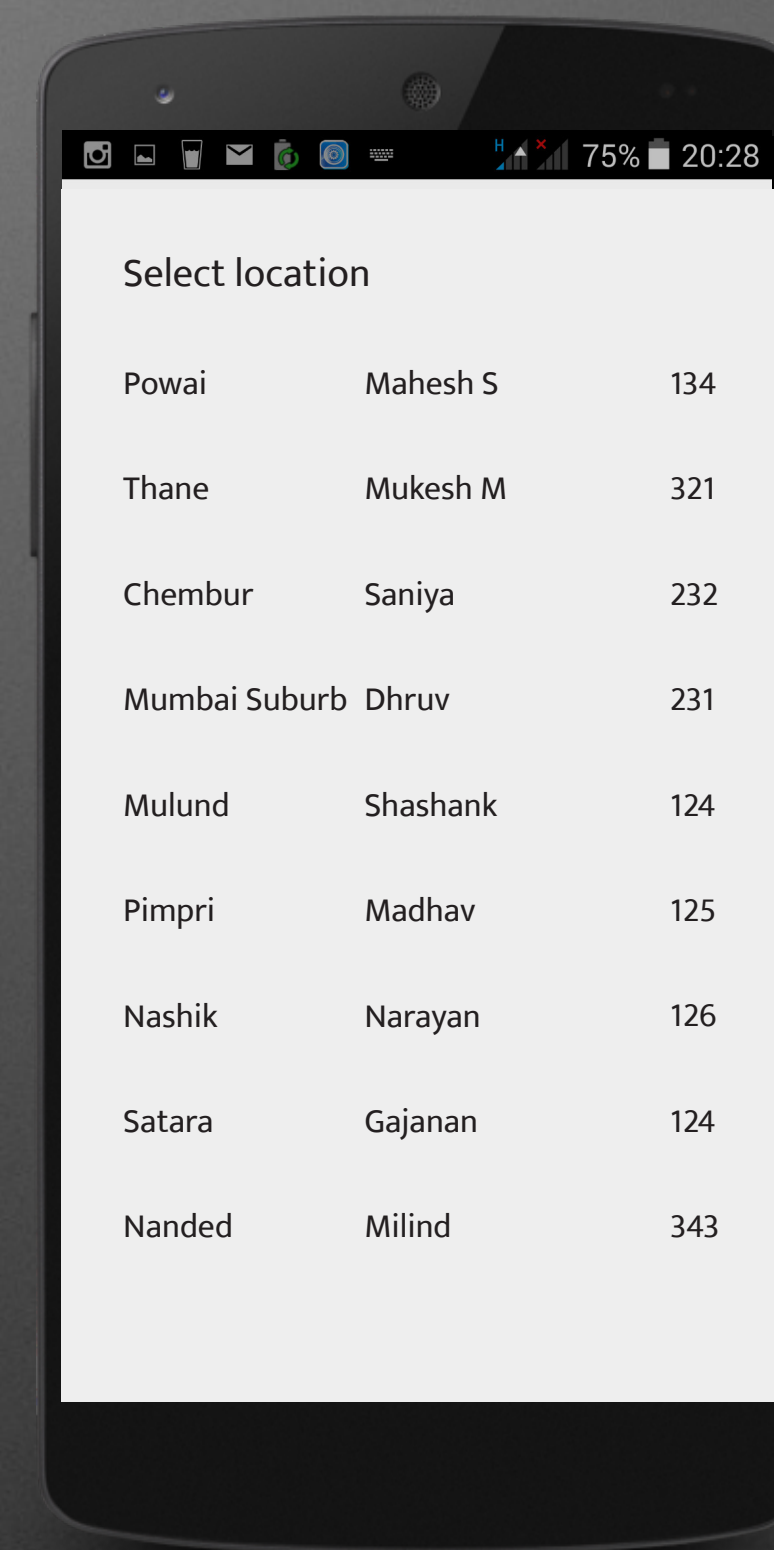 H 75% 20:28
Select location
Powai Mahesh S 134
Thane Mukesh M 321
Chembur Saniya 232
Mumbai Suburb Dhruv 231
Mulund Shashank 124
Pimpri Madhav 125
Nashik Narayan 126
Satara Gajanan 124
Nanded Milind 343